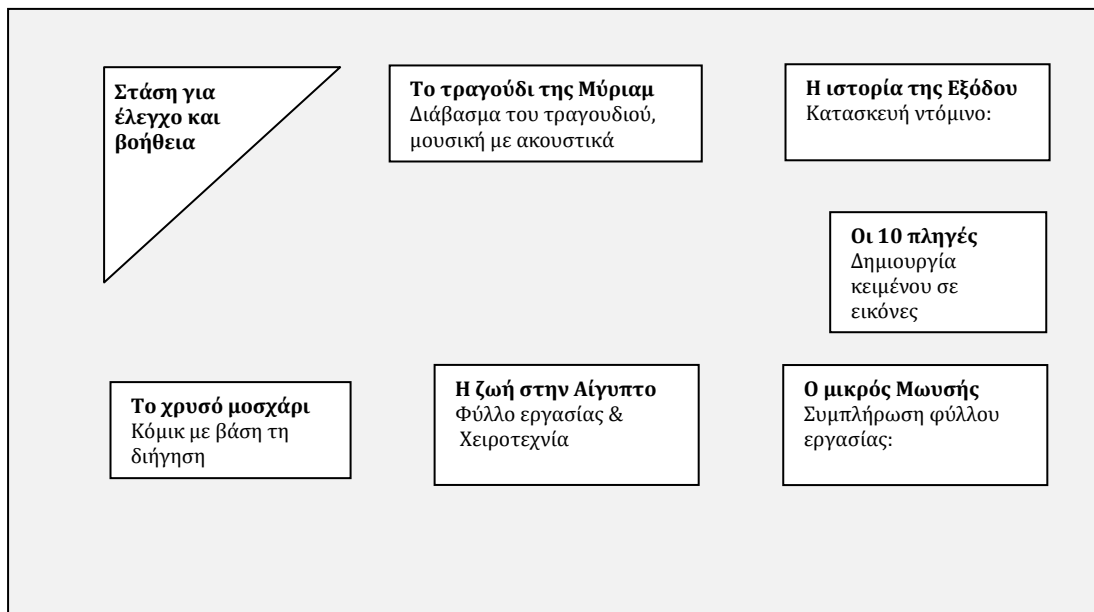 Στάση για
έλεγχο και
βοήθεια
Το τραγούδι της Μύριαμ
Διάβασμα του τραγουδιού,
μουσική με ακουστικά
Η ιστορία της Εξόδου
Κατασκευή ντόμινο:
Οι 10 πληγές
Δημιουργία
κειμένου σε
εικόνες
Το χρυσό μοσχάρι
Κόμικ με βάση τη
διήγηση
Η ζωή στην Αίγυπτο
Φύλλο εργασίας &
Χειροτεχνία
Ο μικρός Μωυσής
Συμπλήρωση φύλλου
εργασίας: